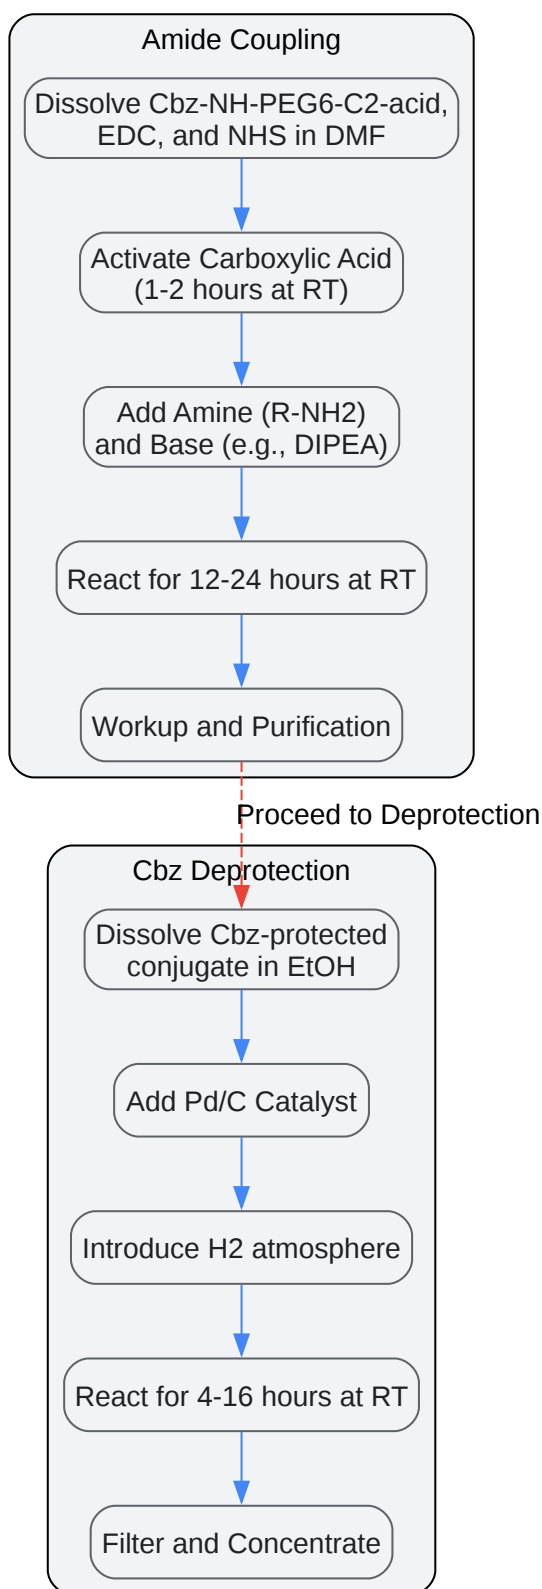 Amide Coupling
Dissolve Cbz-NH-PEG6-C2-acid,
EDC, and NHS in DMF
Activate Carboxylic Acid
(1-2 hours at RT)
Add Amine (R-NH2)
and Base (e.g., DIPEA)
React for 12-24 hours at RT
Workup and Purification
Proceed to Deprotection
Cbz Deprotection
Dissolve Cbz-protected
conjugate in EtOH
Add Pd/C Catalyst
Introduce H2 atmosphere
React for 4-16 hours at RT
Filter and Concentrate